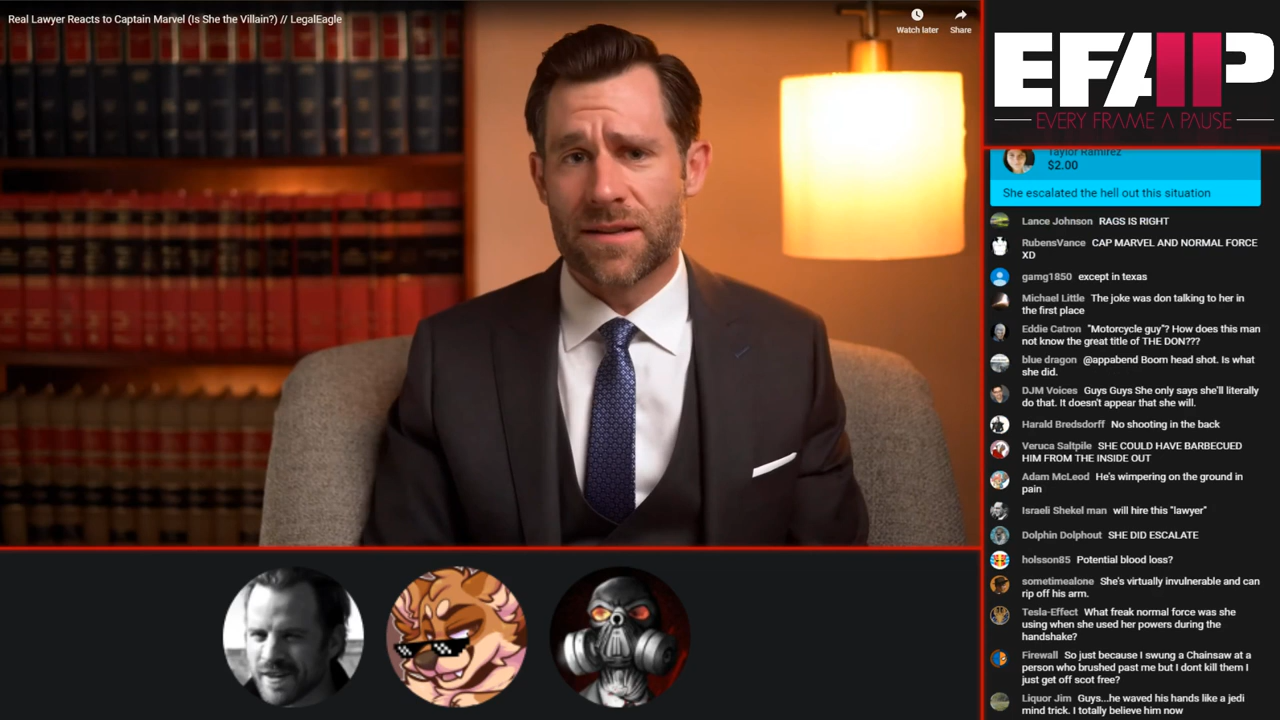 Real Lawyer Reacts to Captain Marvel (Is She the Villain?) // LegalEagle
Watch later
Share
EFAP
EVERY FRAME A PAUSE
Taylor Ramirez
$2.00
She escalated the hell out this situation
Lance Johnson RAGS IS RIGHT
RubensVance CAP MARVEL AND NORMAL FORCE
XD
gamg1850 except in texas
Michael Little The joke was don talking to her in
the first place
Eddie Catron "Motorcycle guy"? How does this man
not know the great title of THE DON???
blue dragon @appabend Boom head shot. Is what
she did.
DJM Voices Guys Guys She only says she'll literally
do that. It doesn't appear that she will.
Harald Bredsdorff No shooting in the back
Veruca Saltpile SHE COULD HAVE BARBECUED
HIM FROM THE INSIDE OUT
Adam McLeod He's wimpering on the ground in
pain
Israeli Shekel man will hire this "lawyer"
Dolphin Dolphout SHE DID ESCALATE
holsson85 Potential blood loss?
sometimealone She's virtually invulnerable and can
rip off his arm.
Tesla-Effect What freak normal force was she
using when she used her powers during the
handshake?
Firewall So just because I swung a Chainsaw at a
person who brushed past me but I dont kill them I
just get off scot free?
Liquor Jim Guys...he waved his hands like a jedi
mind trick. I totally believe him now